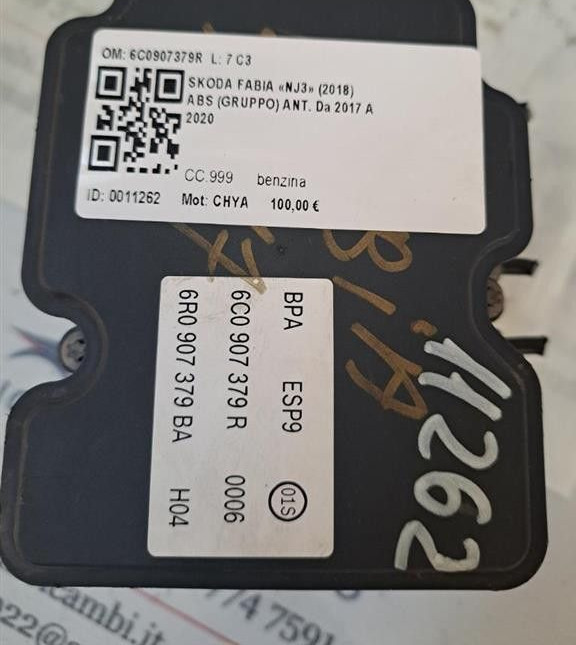 OM: 6C0907379R L: 7 C3
SKODA FABIA «NJ3» (2018)
ABS (GRUPPO) ANT. Da 2017 A
2020
CC.999 benzina
ID: 0011262 Mot: CHYA 100,00 €
BPA ESP9 01S
6C0 907 379 R 0006
6R0 907 379 BA H04
11262